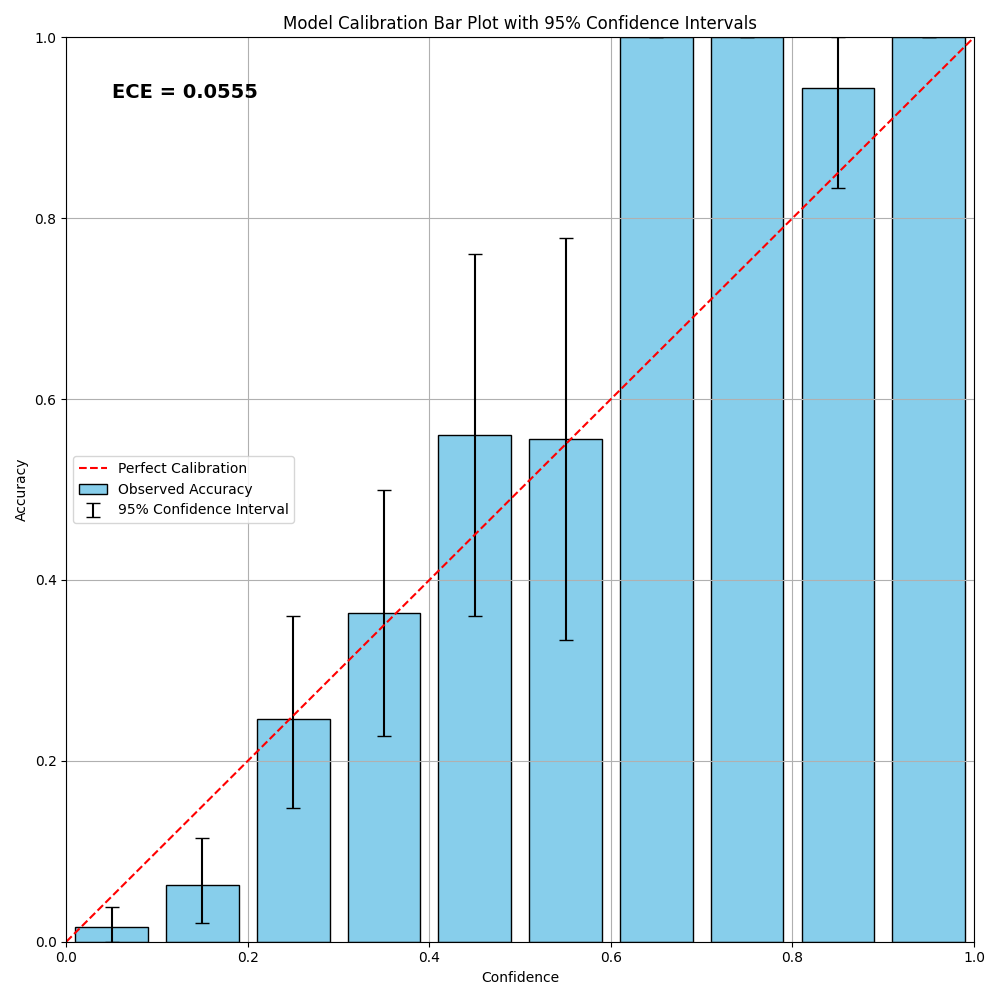 Model Calibration Bar Plot with 95% Confidence Intervals
1.0
ECE = 0.0555
0.8
0.6
Accuracy
Perfect Calibration
Observed Accuracy
95% Confidence Interval
0.4
0.2
0.0
0.0 0.2 0.4 0.6 0.8 1.0
Confidence